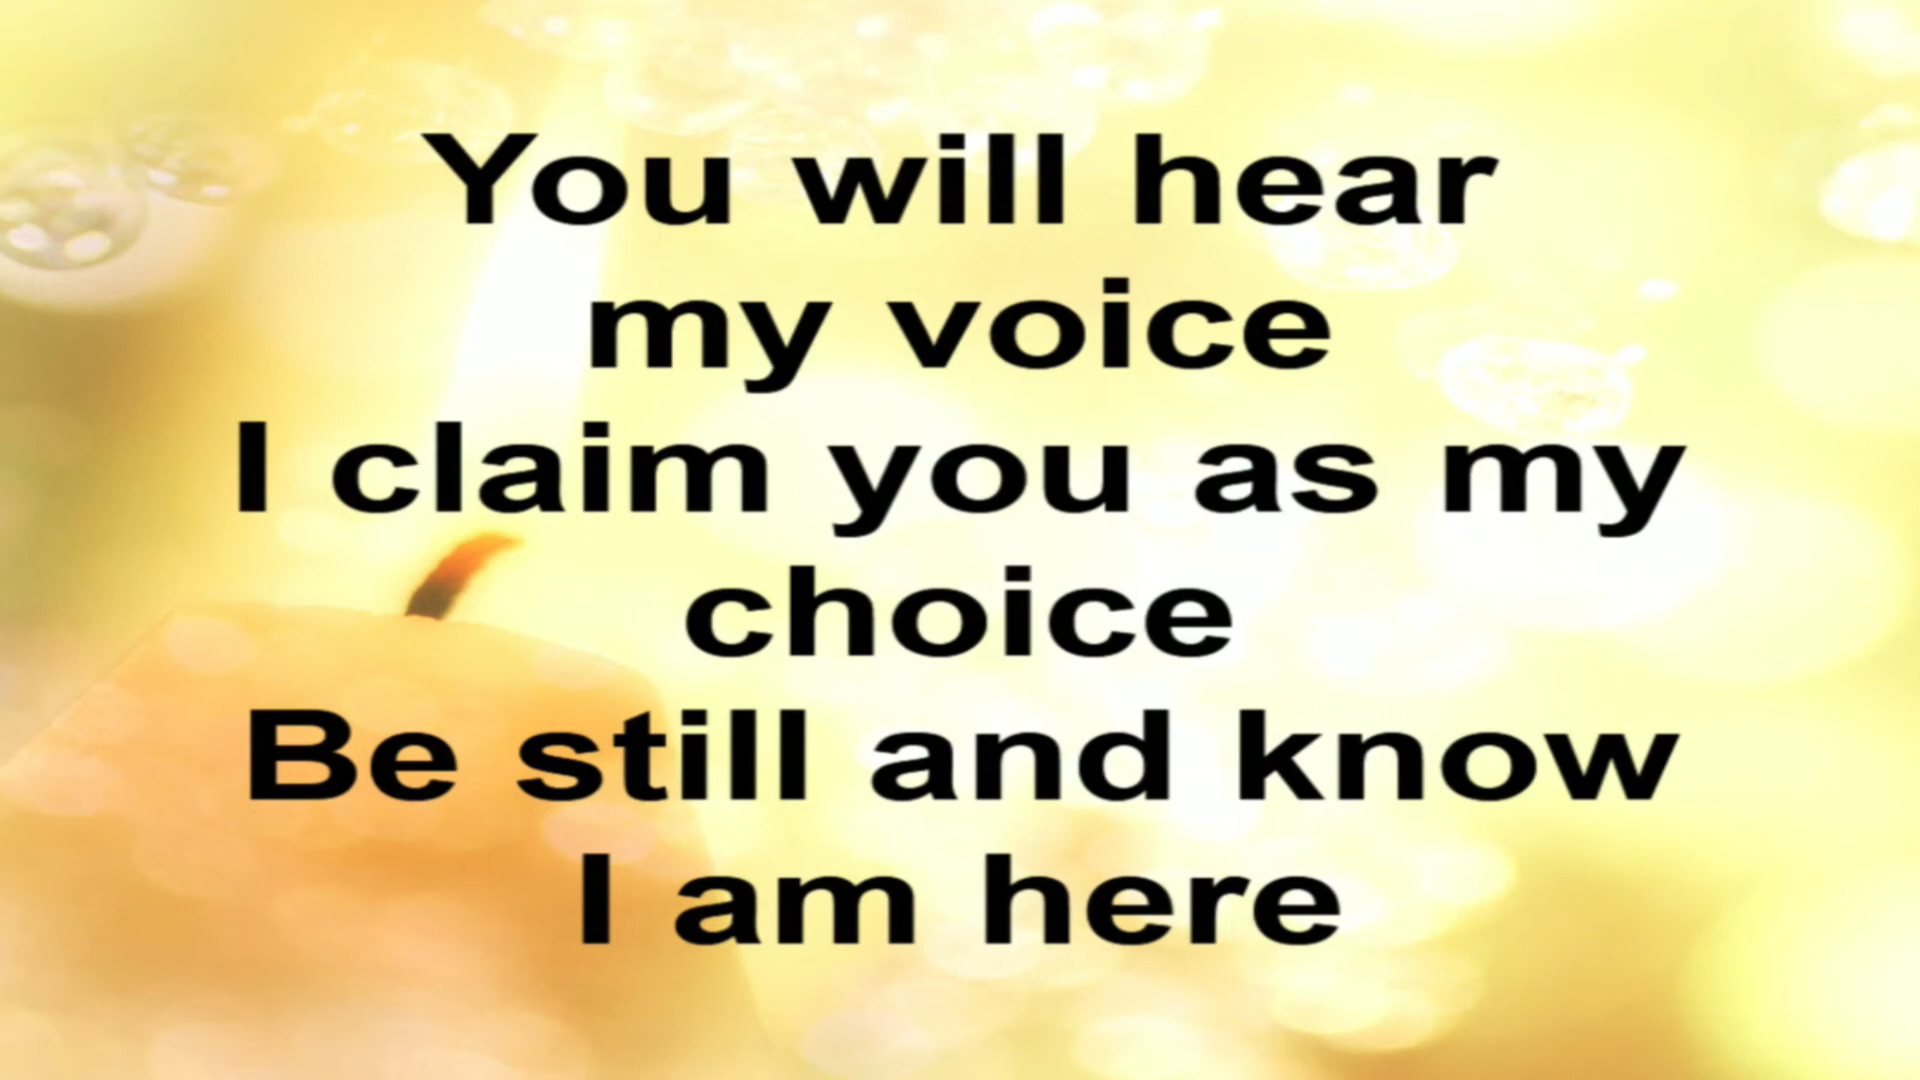 You will hear
my voice
I claim you as my
choice
Be still and know
I am here